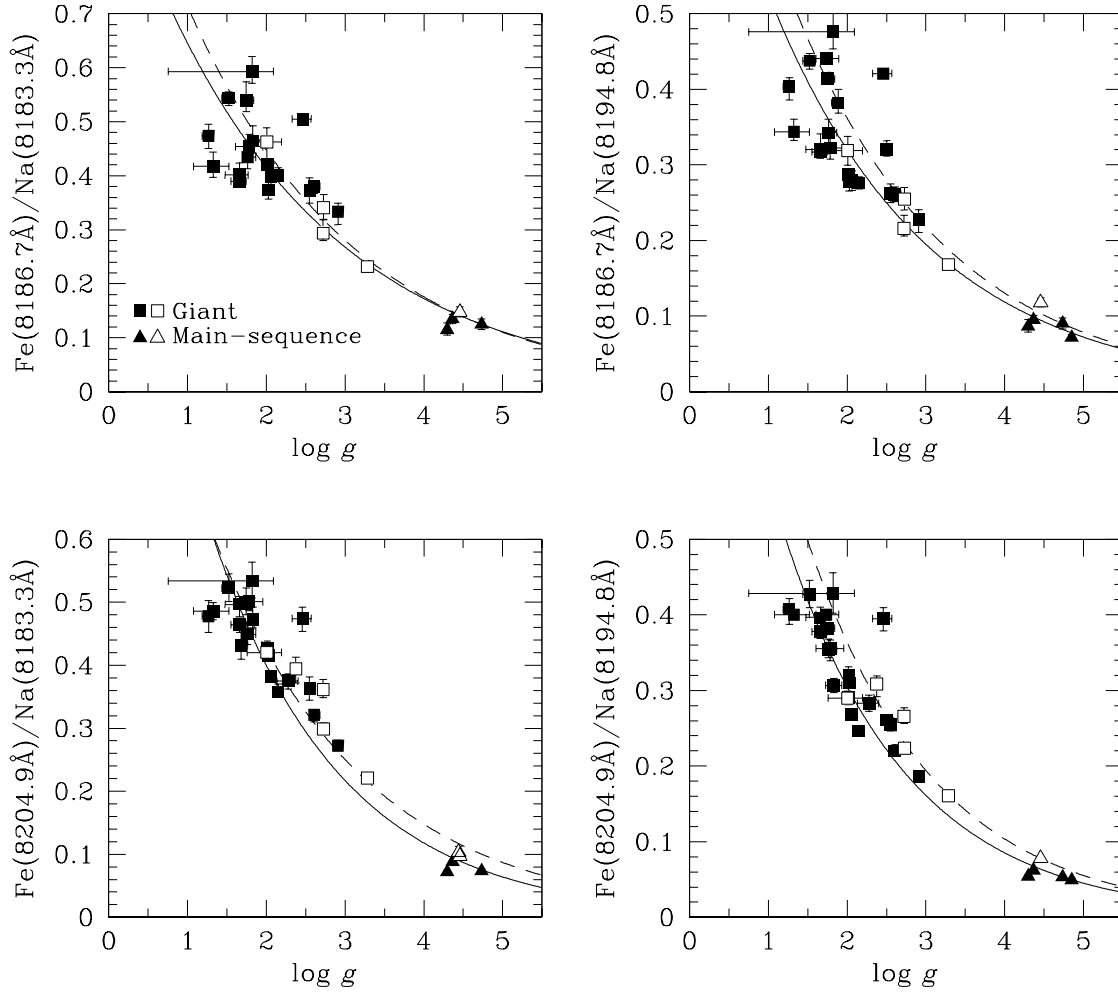 Fe(8186.7Å)/Na(8183.3Å)
0.7
0.6
0.5
0.4
0.3
0.2
0.1
0
Giant
Main-sequence
0 1 2 3 4 5
log g
Fe(8186.7Å)/Na(8194.8Å)
0.5
0.4
0.3
0.2
0.1
0
0 1 2 3 4 5
log g
Fe(8204.9Å)/Na(8183.3Å)
0.6
0.5
0.4
0.3
0.2
0.1
0
0 1 2 3 4 5
log g
Fe(8204.9Å)/Na(8194.8Å)
0.5
0.4
0.3
0.2
0.1
0
0 1 2 3 4 5
log g